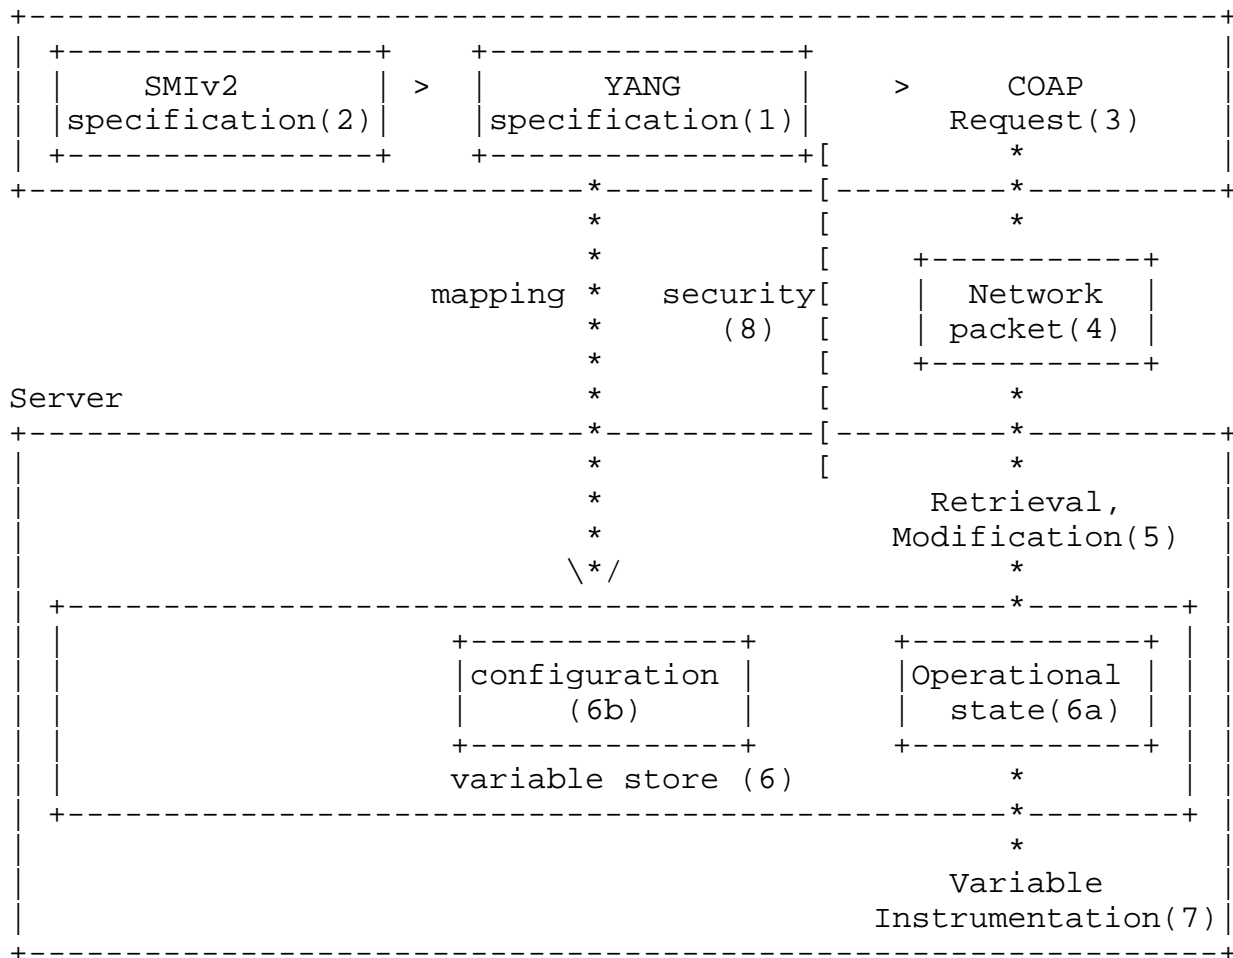 SMIv2 > YANG > COAP
specification(2) specification(1) Request(3)
mapping security Network
(8) packet(4)
Server
Retrieval,
Modification(5)
configuration Operational
(6b) state(6a)
variable store (6)
Variable
Instrumentation(7)